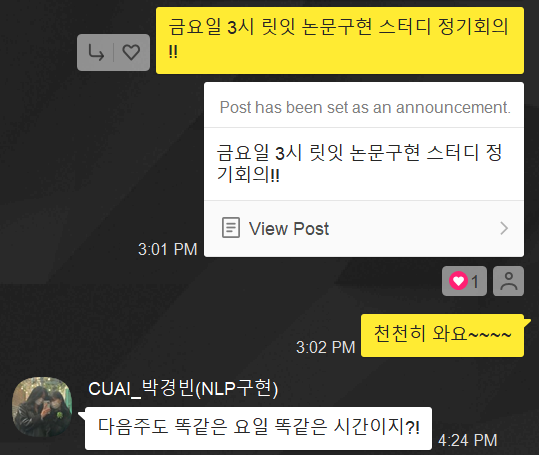 금요일 3시 릿잇 논문구현 스터디 정기회의
!!
Post has been set as an announcement.
금요일 3시 릿잇 논문구현 스터디 정
기회의!!
View Post
3:01 PM
1
천천히 와요~~~~
3:02 PM
CUAI_박경빈(NLP구현)
다음주도 똑같은 요일 똑같은 시간이지?!
4:24 PM